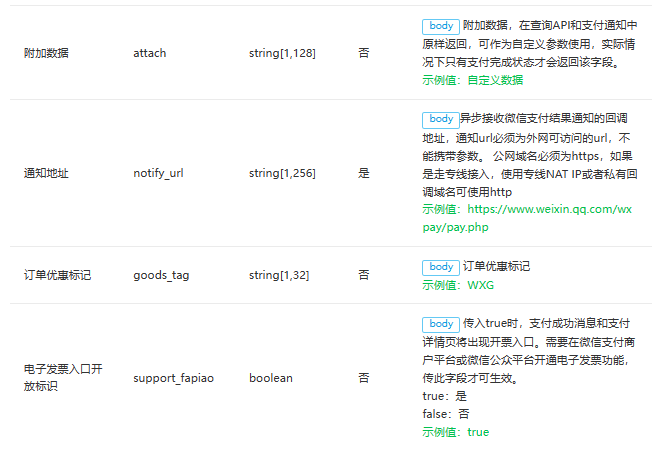 附加数据 attach string[1,128] 否 body 附加数据，在查询API和支付通知中
原样返回，可作为自定义参数使用，实际情
况下只有支付完成状态才会返回该字段。
示例值：自定义数据
通知地址 notify_url string[1,256] 是 body 异步接收微信支付结果通知的回调
地址，通知url必须为外网可访问的url，不
能携带参数。 公网域名必须为https，如果
是走专线接入，使用专线NAT IP或者私有回
调域名可使用http
示例值：https://www.weixin.qq.com/wx
pay/pay.php
订单优惠标记 goods_tag string[1,32] 否 body 订单优惠标记
示例值：WXG
电子发票入口开
放标识 support_fapiao boolean 否 body 传入true时，支付成功消息和支付
详情页将出现开票入口。需要在微信支付商
户平台或微信公众平台开通电子发票功能，
传此字段才可生效。
true：是
false：否
示例值：true